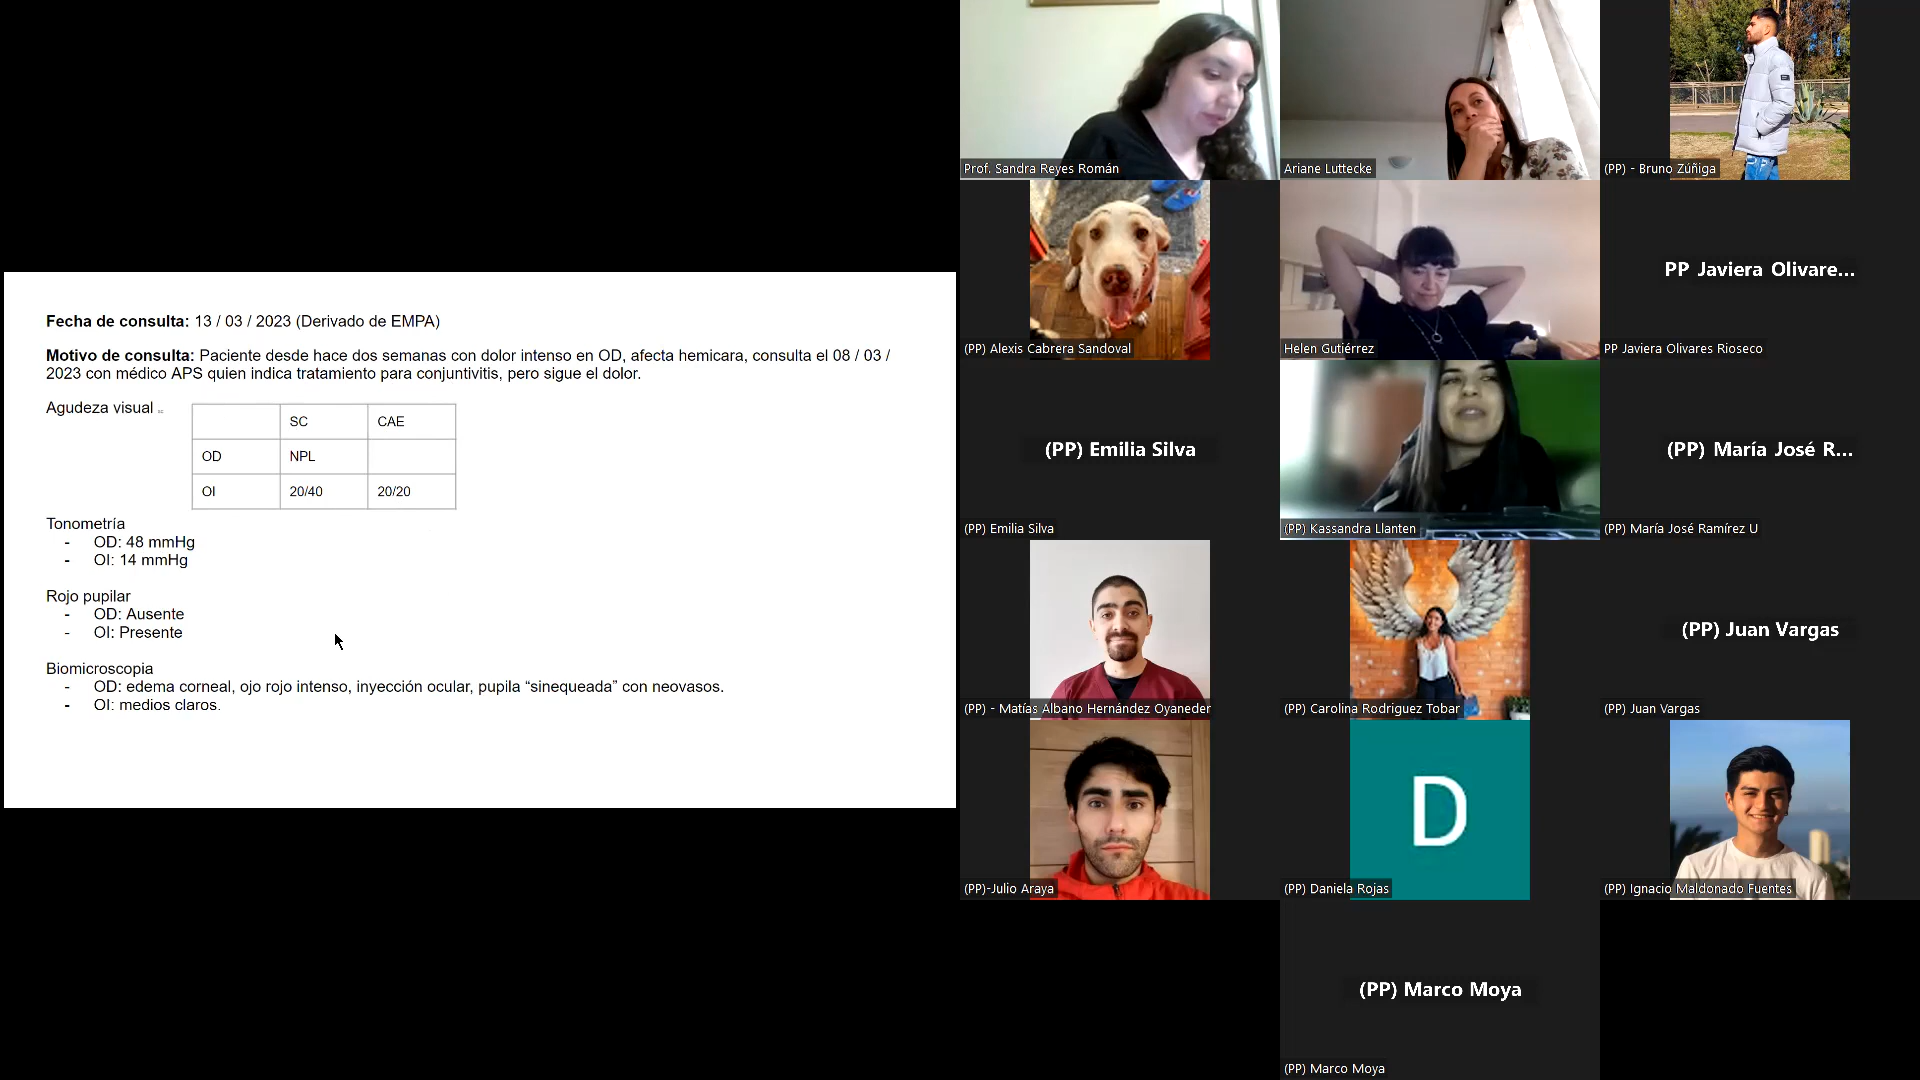 Fecha de consulta: 13 / 03 / 2023 (Derivado de EMPA)
Motivo de consulta: Paciente desde hace dos semanas con dolor intenso en OD, afecta hemicara, consulta el 08 / 03 /
2023 con médico APS quien indica tratamiento para conjuntivitis, pero sigue el dolor.
Agudeza visual
SC CAE
OD NPL
OI 20/40 20/20
Tonometría
- OD: 48 mmHg
- OI: 14 mmHg
Rojo pupilar
- OD: Ausente
- OI: Presente
Biomicroscopia
- OD: edema corneal, ojo rojo intenso, inyección ocular, pupila “sinequeada” con neovasos.
- OI: medios claros.
Prof. Sandra Reyes Román
Ariane Luttecke
(PP) - Bruno Zúñiga
(PP) Alexis Cabrera Sandoval
Helen Gutiérrez
PP Javiera Olivare...
PP Javiera Olivares Rioseco
(PP) Emilia Silva
(PP) Emilia Silva
(PP) Kassandra Llanten
(PP) María José R...
(PP) María José Ramírez U
(PP) - Matías Albano Hernández Oyaneder
(PP) Carolina Rodriguez Tobar
(PP) Juan Vargas
(PP) Juan Vargas
(PP)-Julio Araya
D
(PP) Daniela Rojas
(PP) Ignacio Maldonado Fuentes
(PP) Marco Moya
(PP) Marco Moya